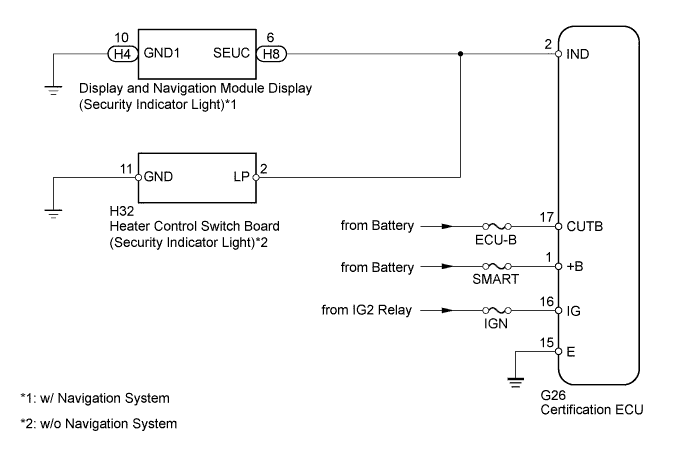 10 6
H4 GND1 SEUC H8
Display and Navigation Module Display
(Security Indicator Light)*1
2 IND
11 GND LP 2
H32
Heater Control Switch Board
(Security Indicator Light)*2
from Battery ECU-B 17 CUTB
from Battery SMART 1 +B
from IG2 Relay IGN 16 IG
15 E
G26
Certification ECU
*1: w/ Navigation System
*2: w/o Navigation System